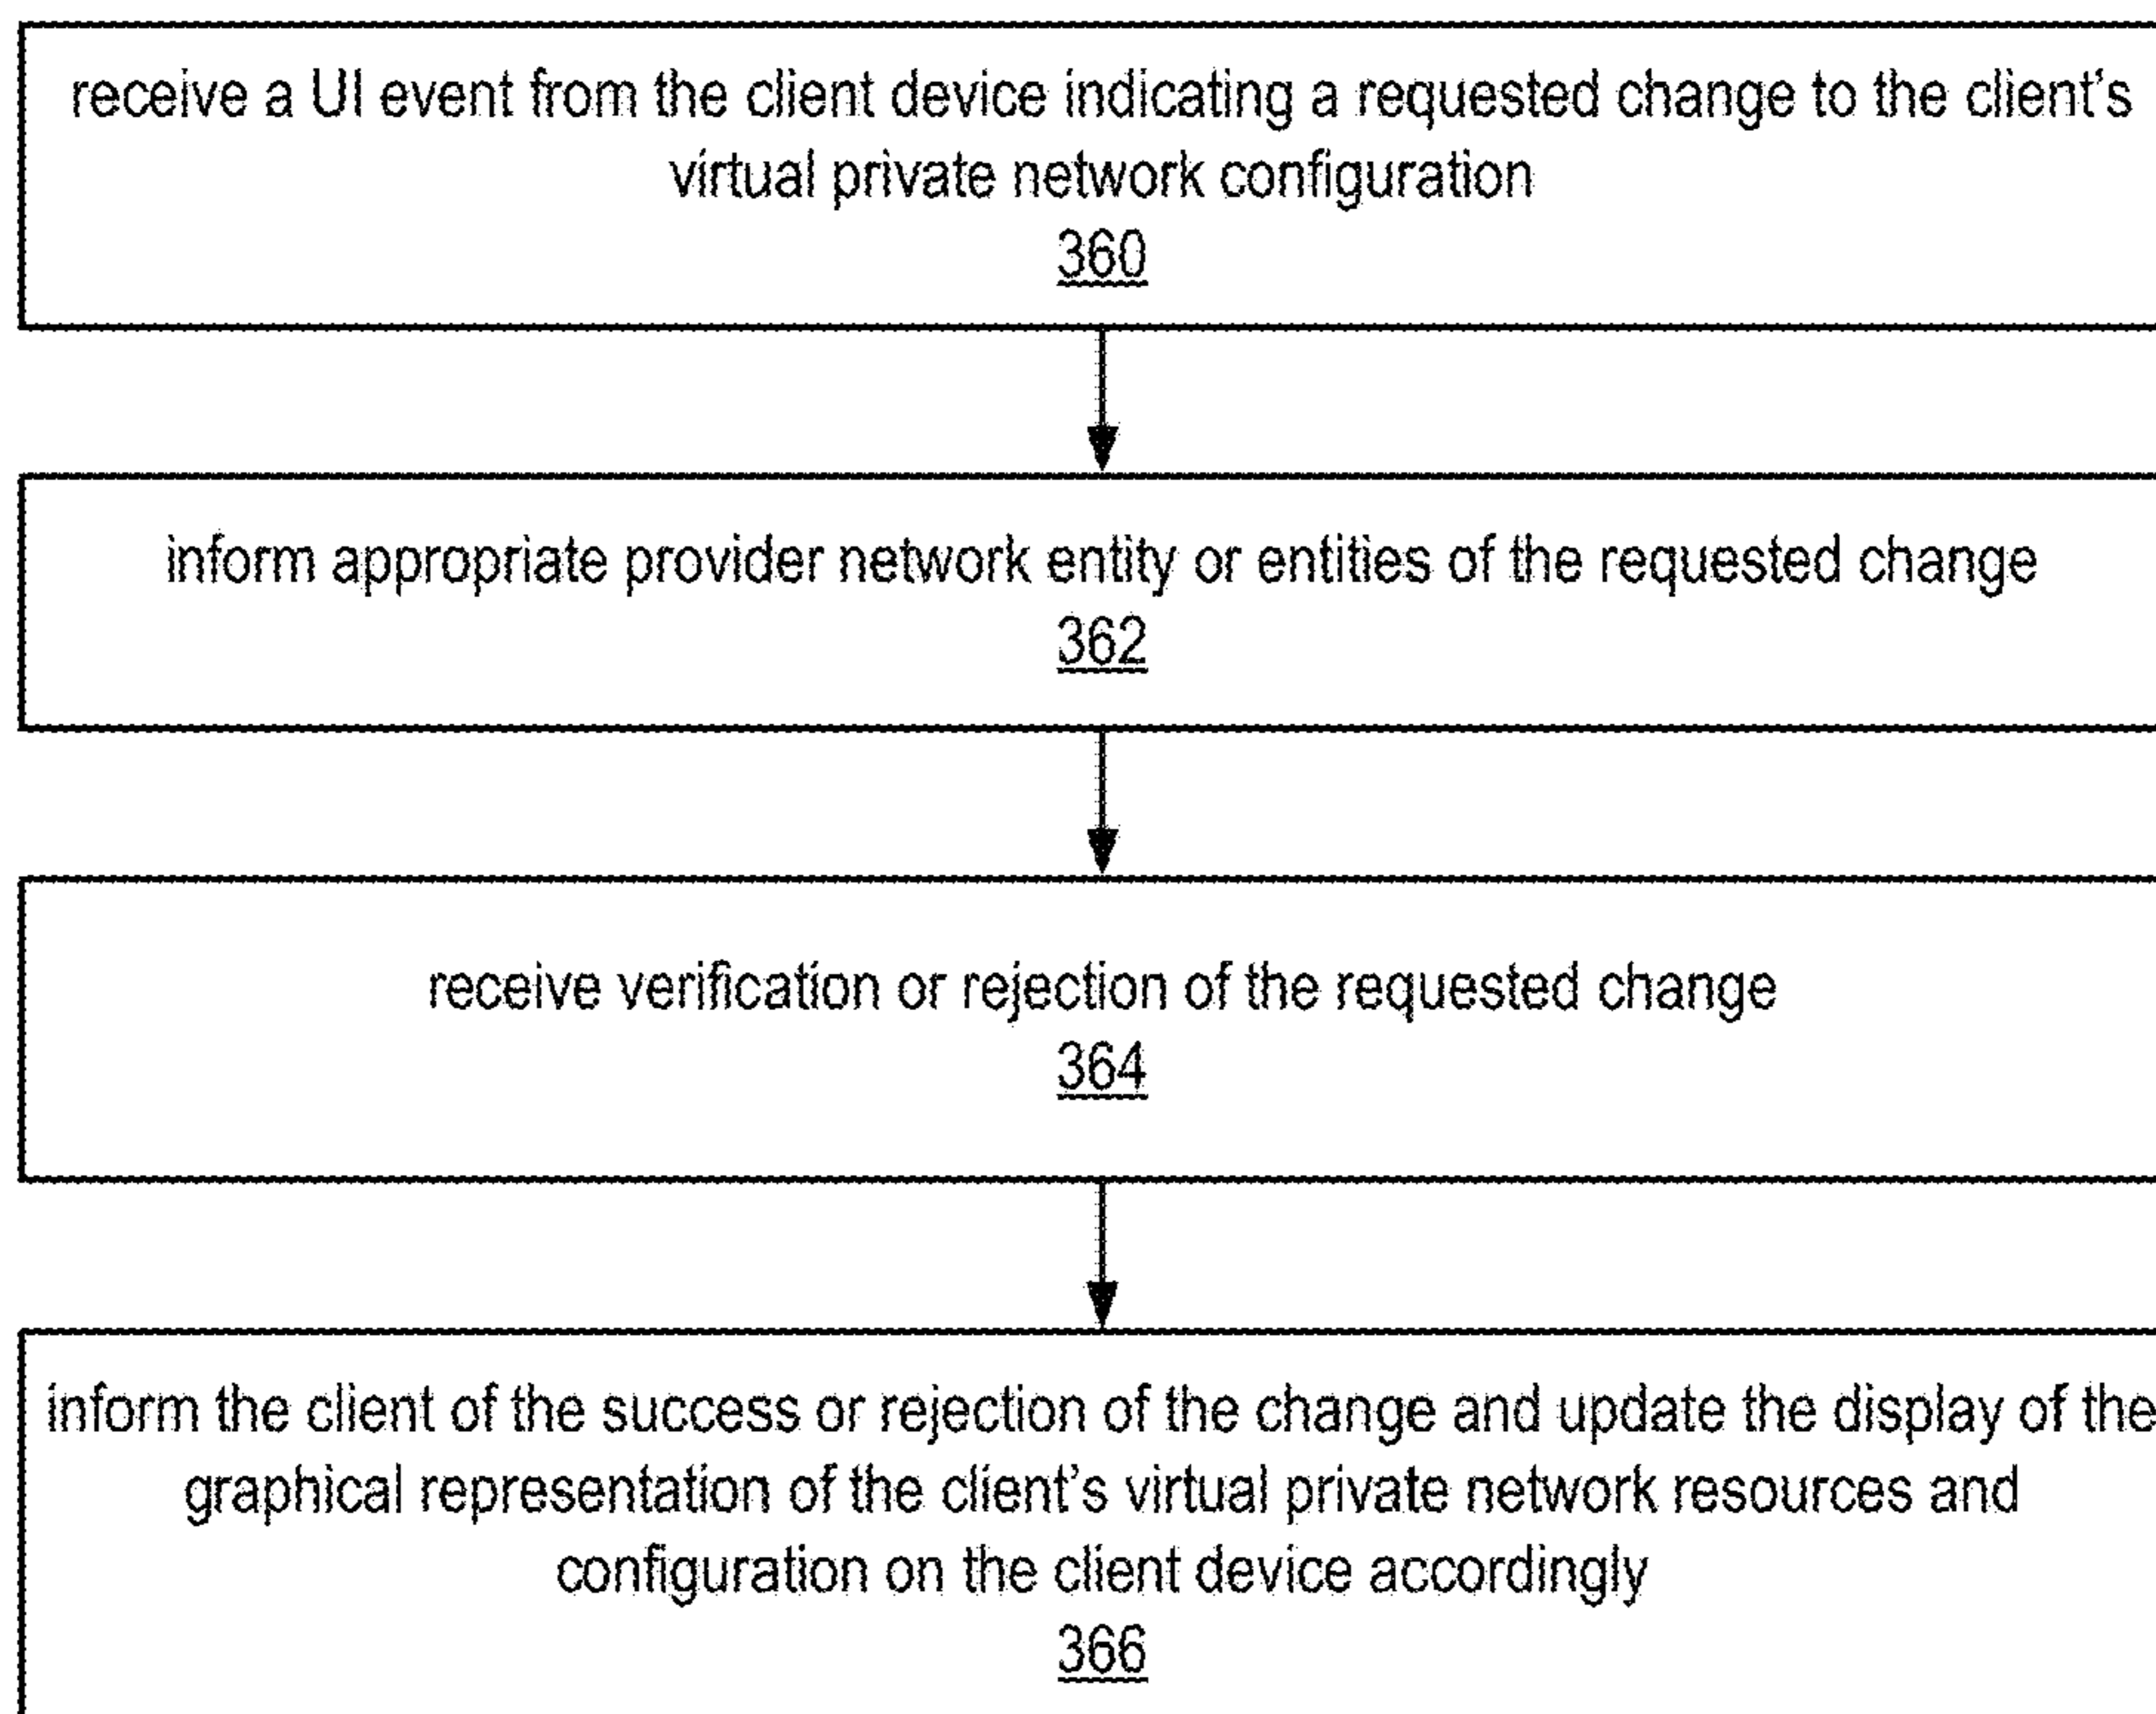 receive a UI event from the client device indicating a requested change to the client's
virtual private network configuration
360
inform appropriate provider network entity or entities of the requested change
362
receive verification or rejection of the requested change
364
inform the client of the success or rejection of the change and update the display of the
graphical representation of the client's virtual private network resources and
configuration on the client device accordingly
366